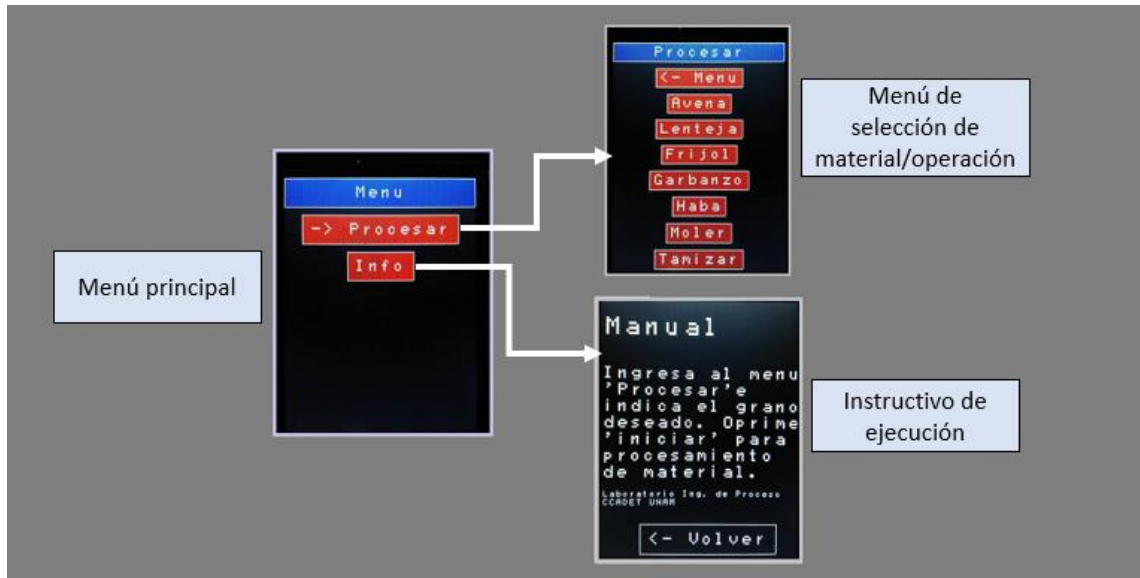 Menú principal
Menu
-> Procesar
Info
Procesar
<- Menu
Avena
Lenteja
Frijol
Garbanzo
Haba
Moler
Tamizar
Menú de
selección de
material/operación
Manual
Ingresa al menu
'Procesar'e
indica el grano
deseado. Oprime
'iniciar' para
procesamiento
de material.
Laboratorio Ing. de Proceso
CCADET UNAM
<- Volver
Instructivo de
ejecución